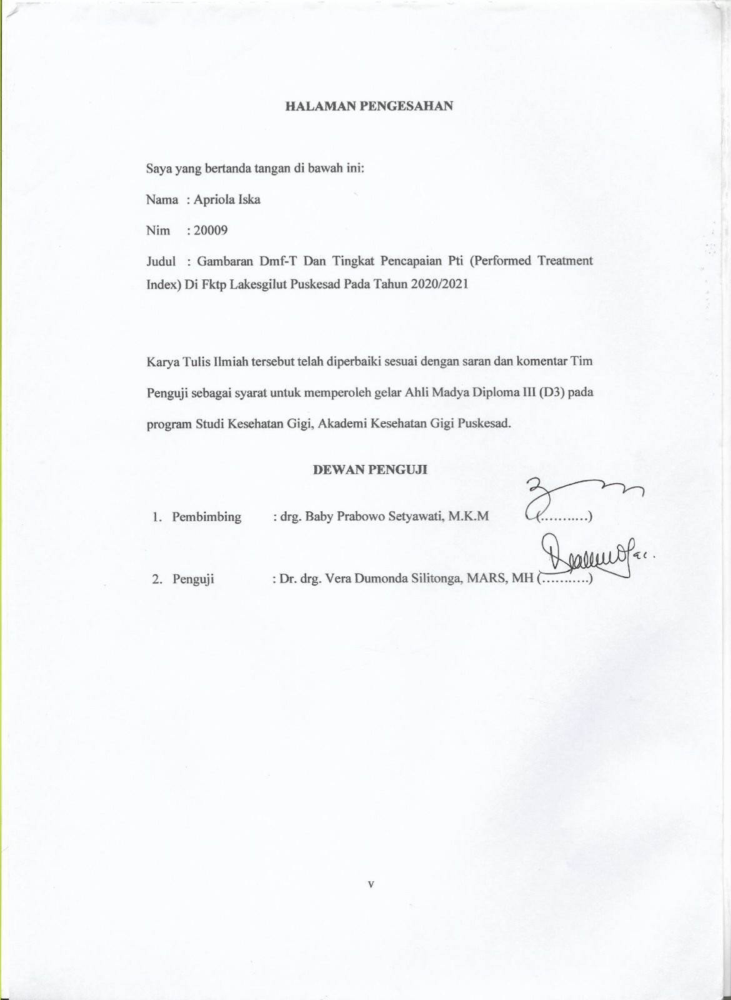 HALAMAN PENGESAHAN
Saya yang bertanda tangan di bawah ini:
Nama : Apriola Iska
Nim : 20009
Judul : Gambaran Dmf-T Dan Tingkat Pencapaian Pti (Performed Treatment
Index) Di Fktp Lakesgilut Puskesad Pada Tahun 2020/2021
Karya Tulis Ilmiah tersebut telah diperbaiki sesuai dengan saran dan komentar Tim
Penguji sebagai syarat untuk memperoleh gelar Ahli Madya Diploma III (D3) pada
program Studi Kesehatan Gigi, Akademi Kesehatan Gigi Puskesad.
DEWAN PENGUJI
1. Pembimbing : drg. Baby Prabowo Setyawati, M.K.M (...........)
2. Penguji : Dr. drg. Vera Dumonda Silitonga, MARS, MH (...........)
v